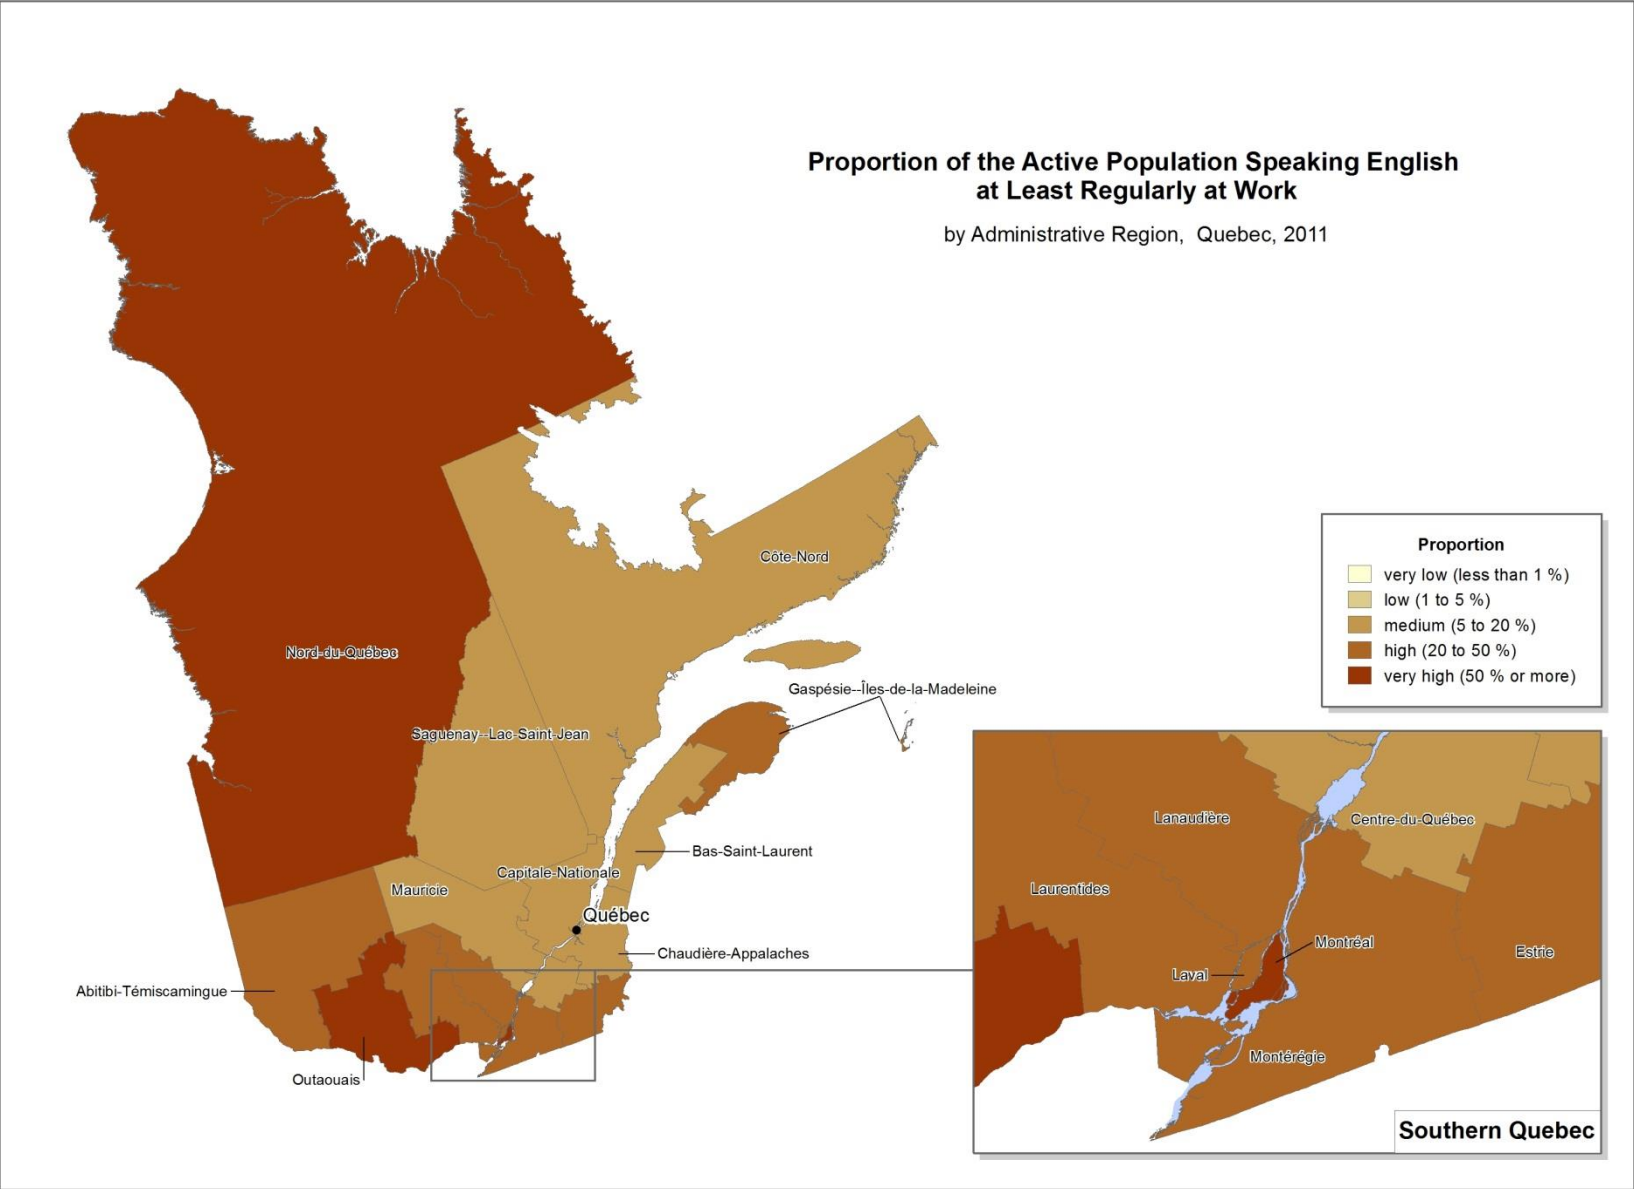 Proportion of the Active Population Speaking English
at Least Regularly at Work
by Administrative Region, Quebec, 2011
Côte-Nord
Proportion
very low (less than 1 %)
low (1 to 5 %)
medium (5 to 20 %)
high (20 to 50 %)
very high (50 % or more)
Nord-du-Québec
Gaspésie--Îles-de-la-Madeleine
Saguenay--Lac-Saint-Jean
Bas-Saint-Laurent
Capitale-Nationale
Mauricie
Québec
Chaudière-Appalaches
Abitibi-Témiscamingue
Outaouais
Lanaudière
Centre-du-Québec
Laurentides
Montréal
Estrie
Laval
Montérégie
Southern Quebec